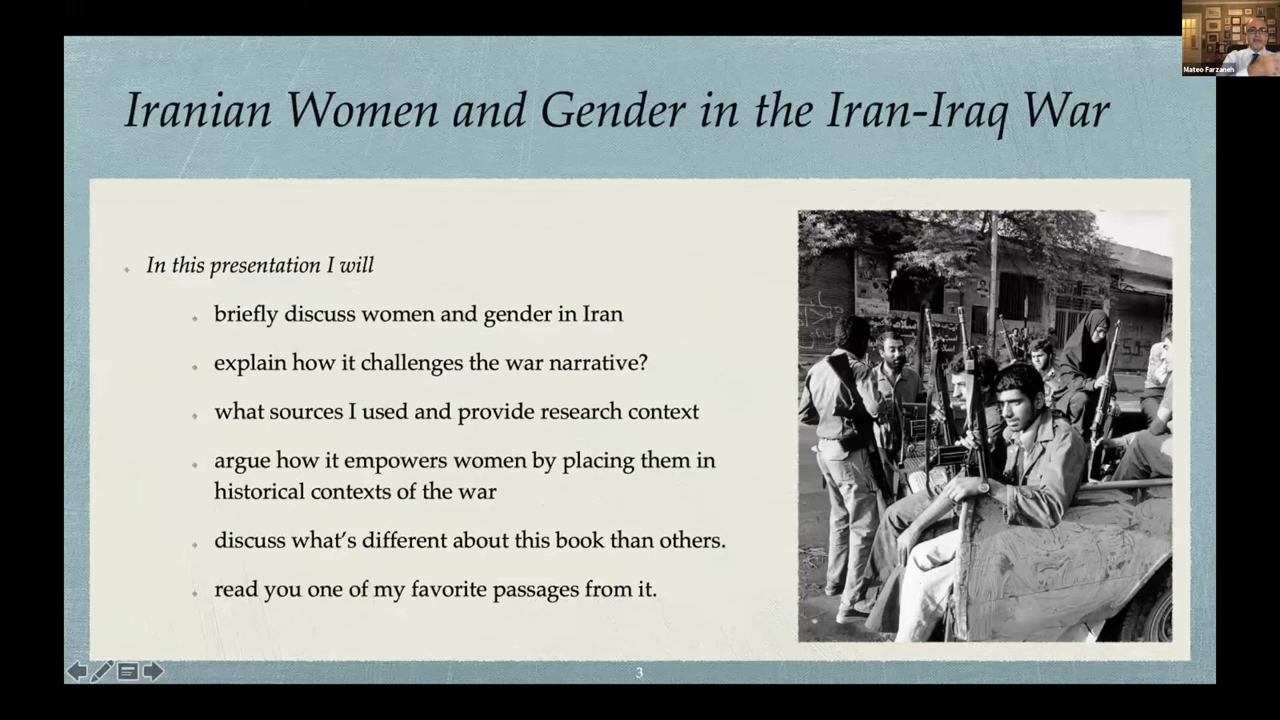 Mateo Farzaneh
Iranian Women and Gender in the Iran-Iraq War
In this presentation I will
briefly discuss women and gender in Iran
explain how it challenges the war narrative?
what sources I used and provide research context
argue how it empowers women by placing them in
historical contexts of the war
discuss what’s different about this book than others.
read you one of my favorite passages from it.
3